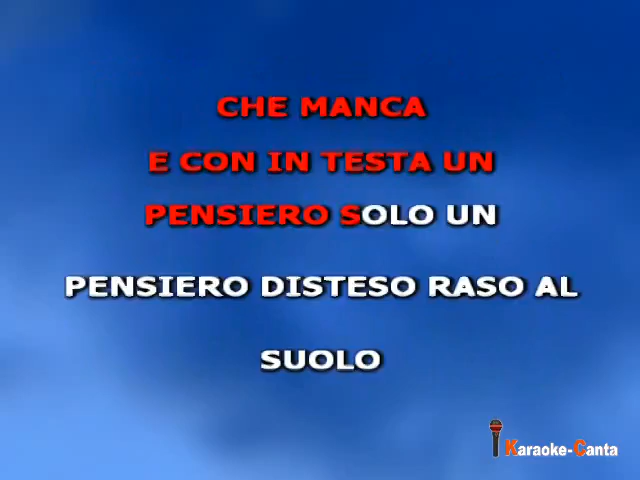 CHE MANCA
E CON IN TESTA UN
PENSIERO SOLO UN
PENSIERO DISTESO RASO AL
SUOLO
Karaoke-Canta